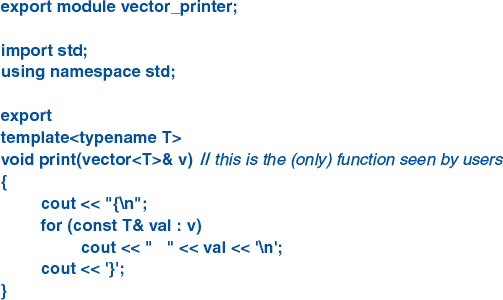 export module vector_printer;
import std;
using namespace std;
export
template<typename T>
void print(vector<T>& v) // this is the (only) function seen by users
{
cout << "{\n";
for (const T& val : v)
cout << "  " << val << '\n';
cout << '}';
}